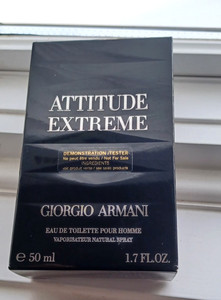 ATTITUDE
EXTREME
DEMONSTRATION /TESTER
Ne peut être vendu / Not For Sale
INGREDIENTS
GIORGIO ARMANI
EAU DE TOILETTE POUR HOMME
VAPORISATEUR NATURAL SPRAY
50 ml
1.7 FL.OZ.